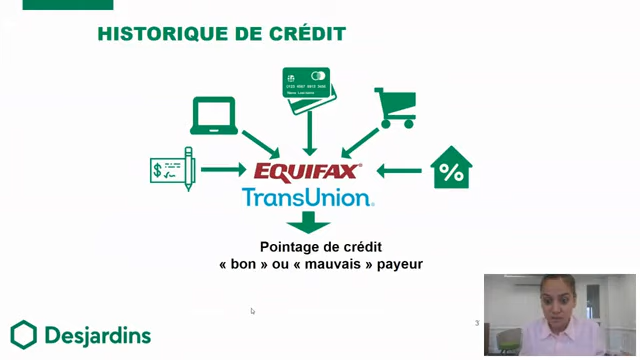 HISTORIQUE DE CRÉDIT
$
%
EQUIFAX®
TransUnion®
Pointage de crédit
« bon » ou « mauvais » payeur
Desjardins
3